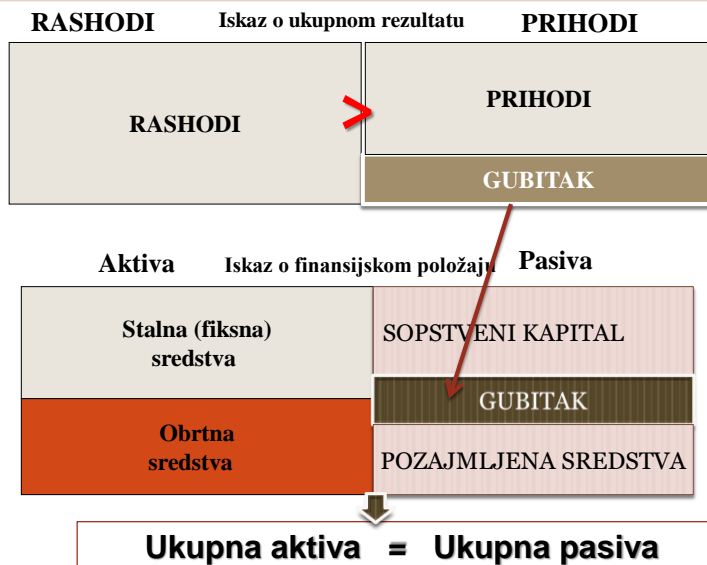 RASHODI Iskaz o ukupnom rezultatu PRIHODI
RASHODI > PRIHODI
GUBITAK
Aktiva Iskaz o finansijskom položaju Pasiva
Stalna (fiksna)
sredstva
SOPSTVENI KAPITAL
GUBITAK
Obrtna
sredstva
POZAJMLJENA SREDSTVA
Ukupna aktiva = Ukupna pasiva